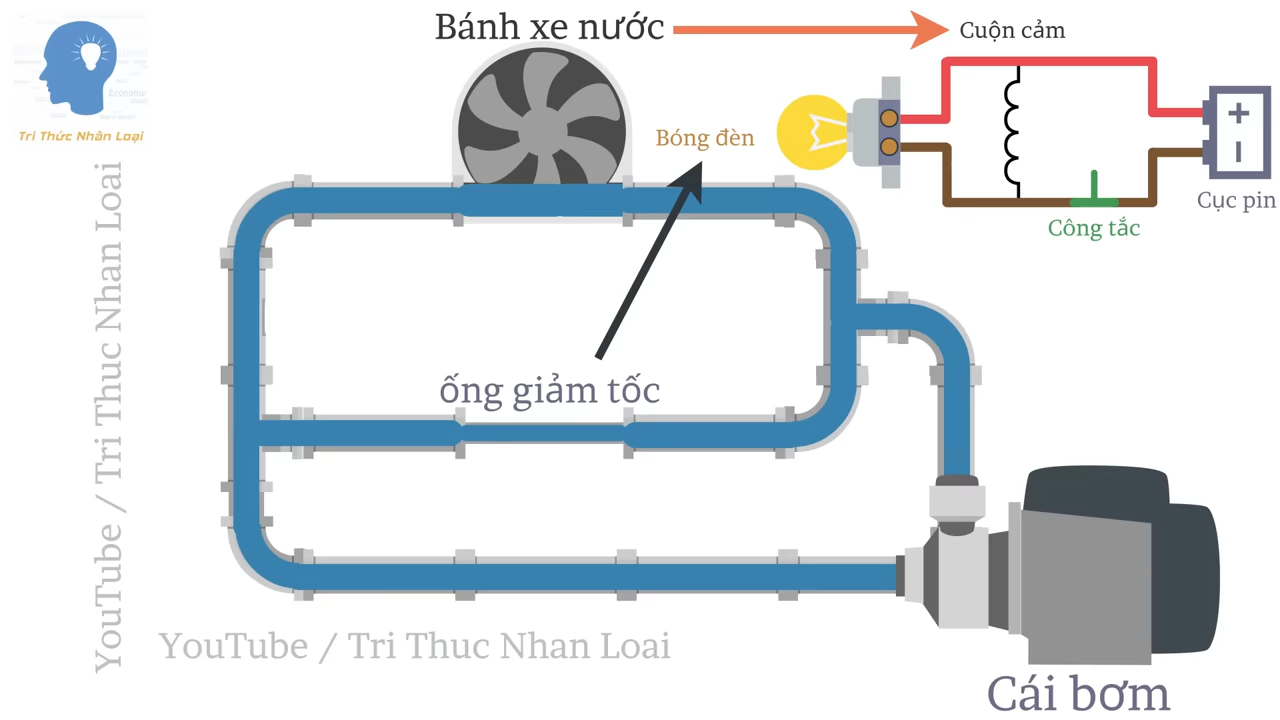 Bánh xe nước
Cuộn cảm
Economy
Tri Thức Nhân Loại
Bóng đèn
+
Cục pin
Công tắc
ống giảm tốc
YouTube / Tri Thuc Nhan Loai
YouTube / Tri Thuc Nhan Loai
Cái bơm